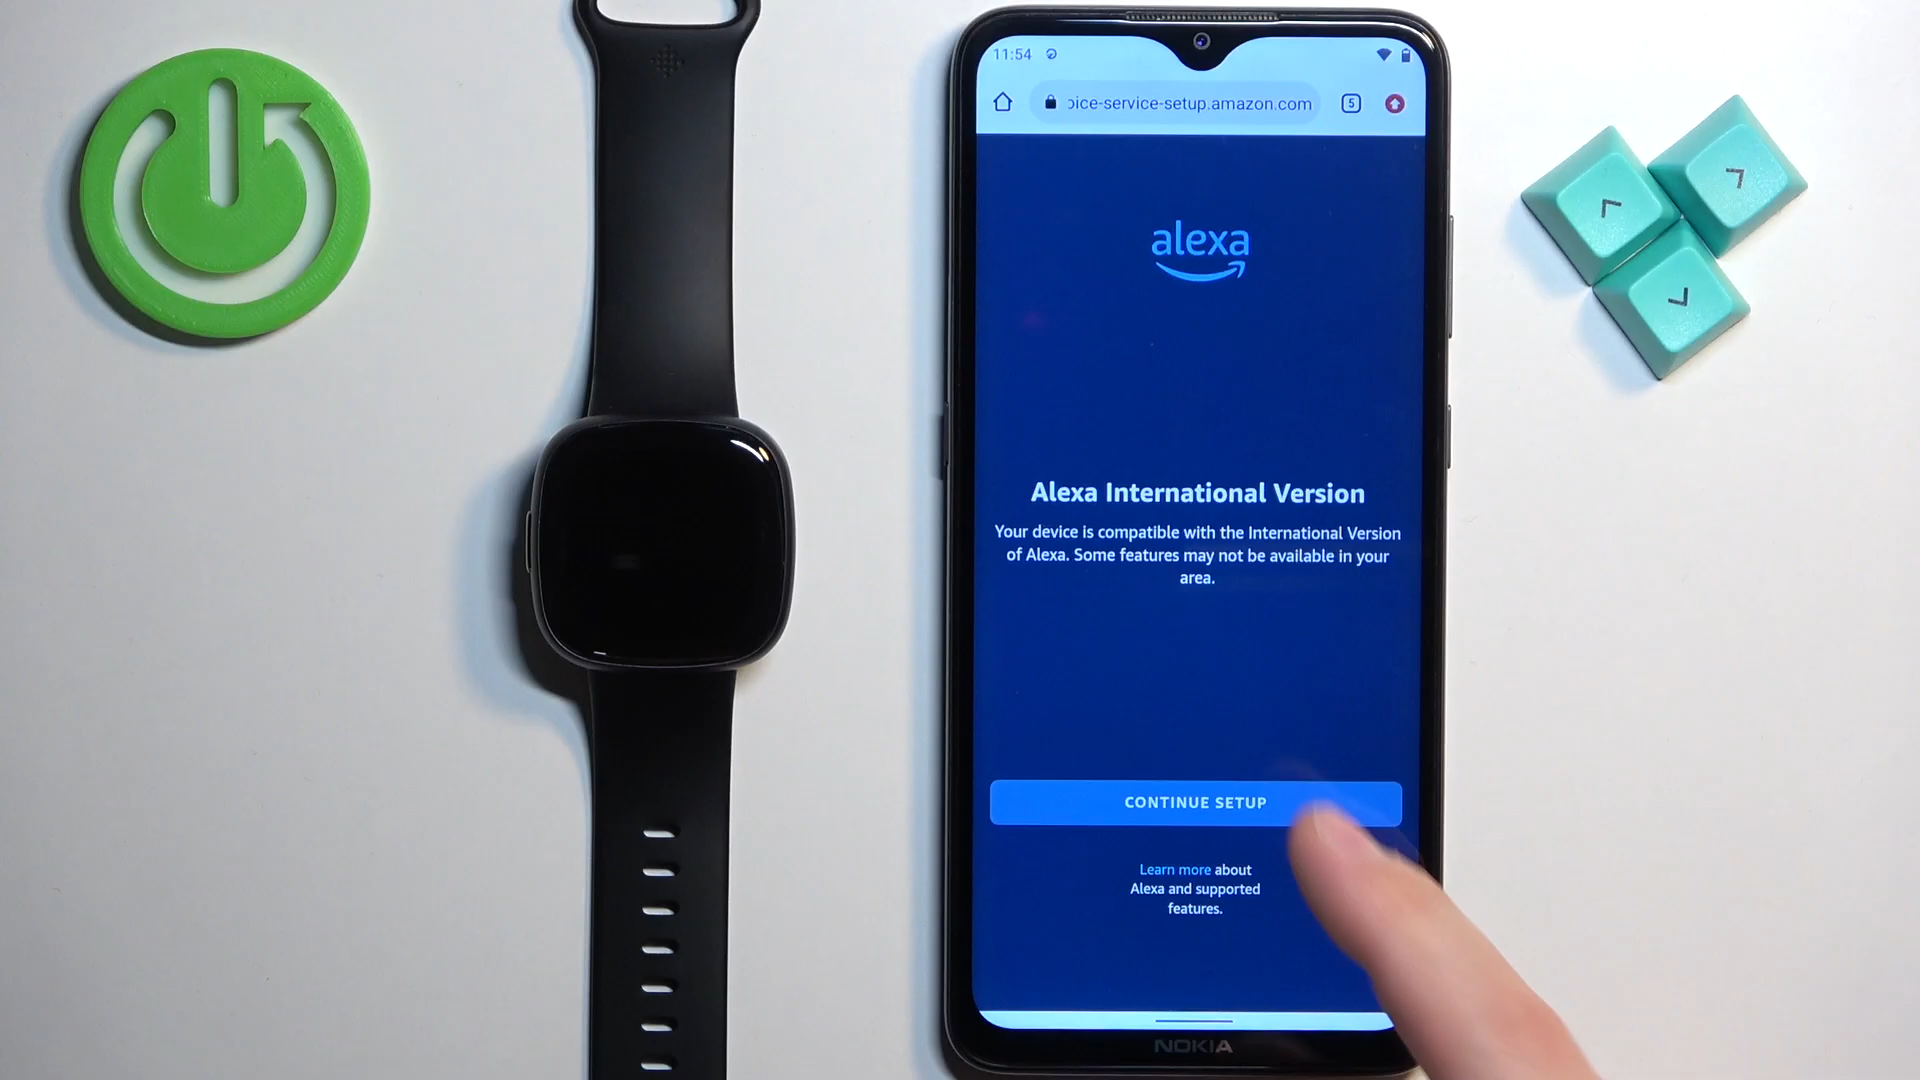 11:54
oice-service-setup.amazon.com
5
alexa
Alexa International Version
Your device is compatible with the International Version
of Alexa. Some features may not be available in your
area.
CONTINUE SETUP
Learn more about
Alexa and supported
features.
NOKIA